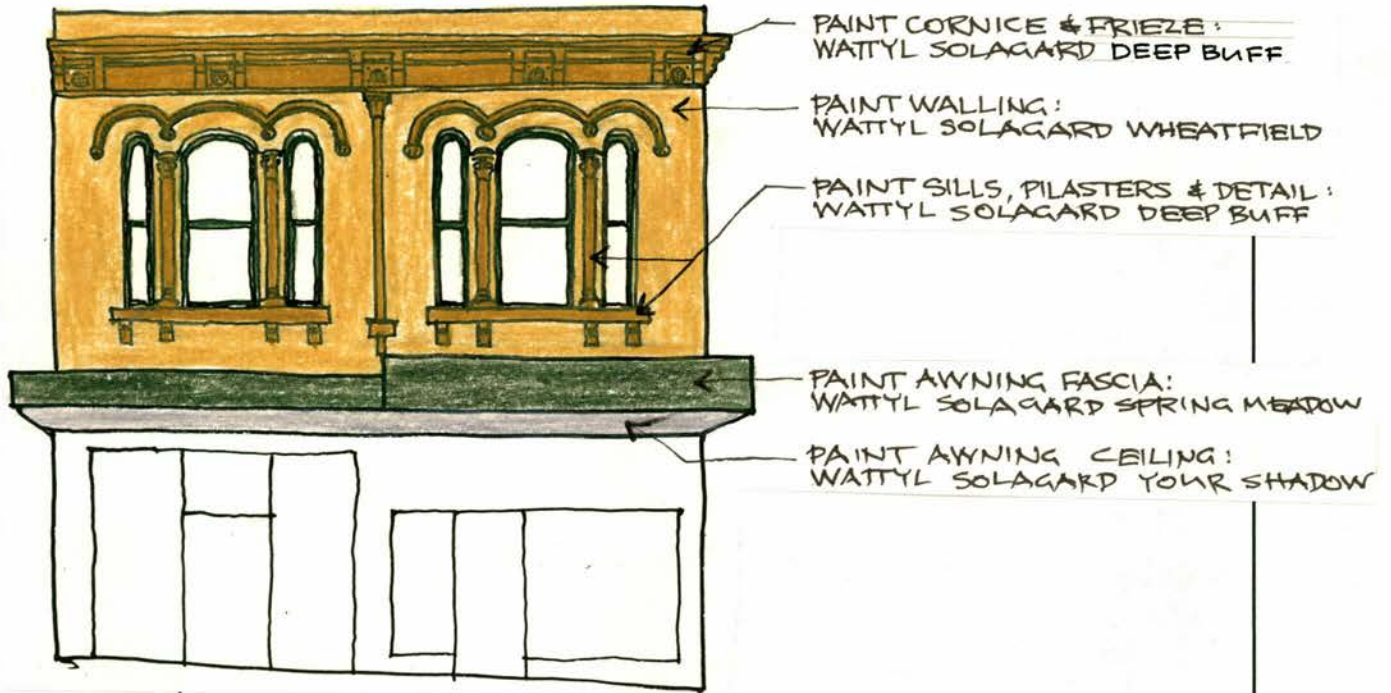 PAINT CORNICE & FRIEZE:
WATTYL SOLAGARD DEEP BUFF
PAINT WALLING:
WATTYL SOLAGARD WHEATFIELD
PAINT SILLS, PILASTERS & DETAIL:
WATTYL SOLAGARD DEEP BUFF
PAINT AWNING FASCIA:
WATTYL SOLAGARD SPRING MEADOW
PAINT AWNING CEILING:
WATTYL SOLAGARD YOUR SHADOW